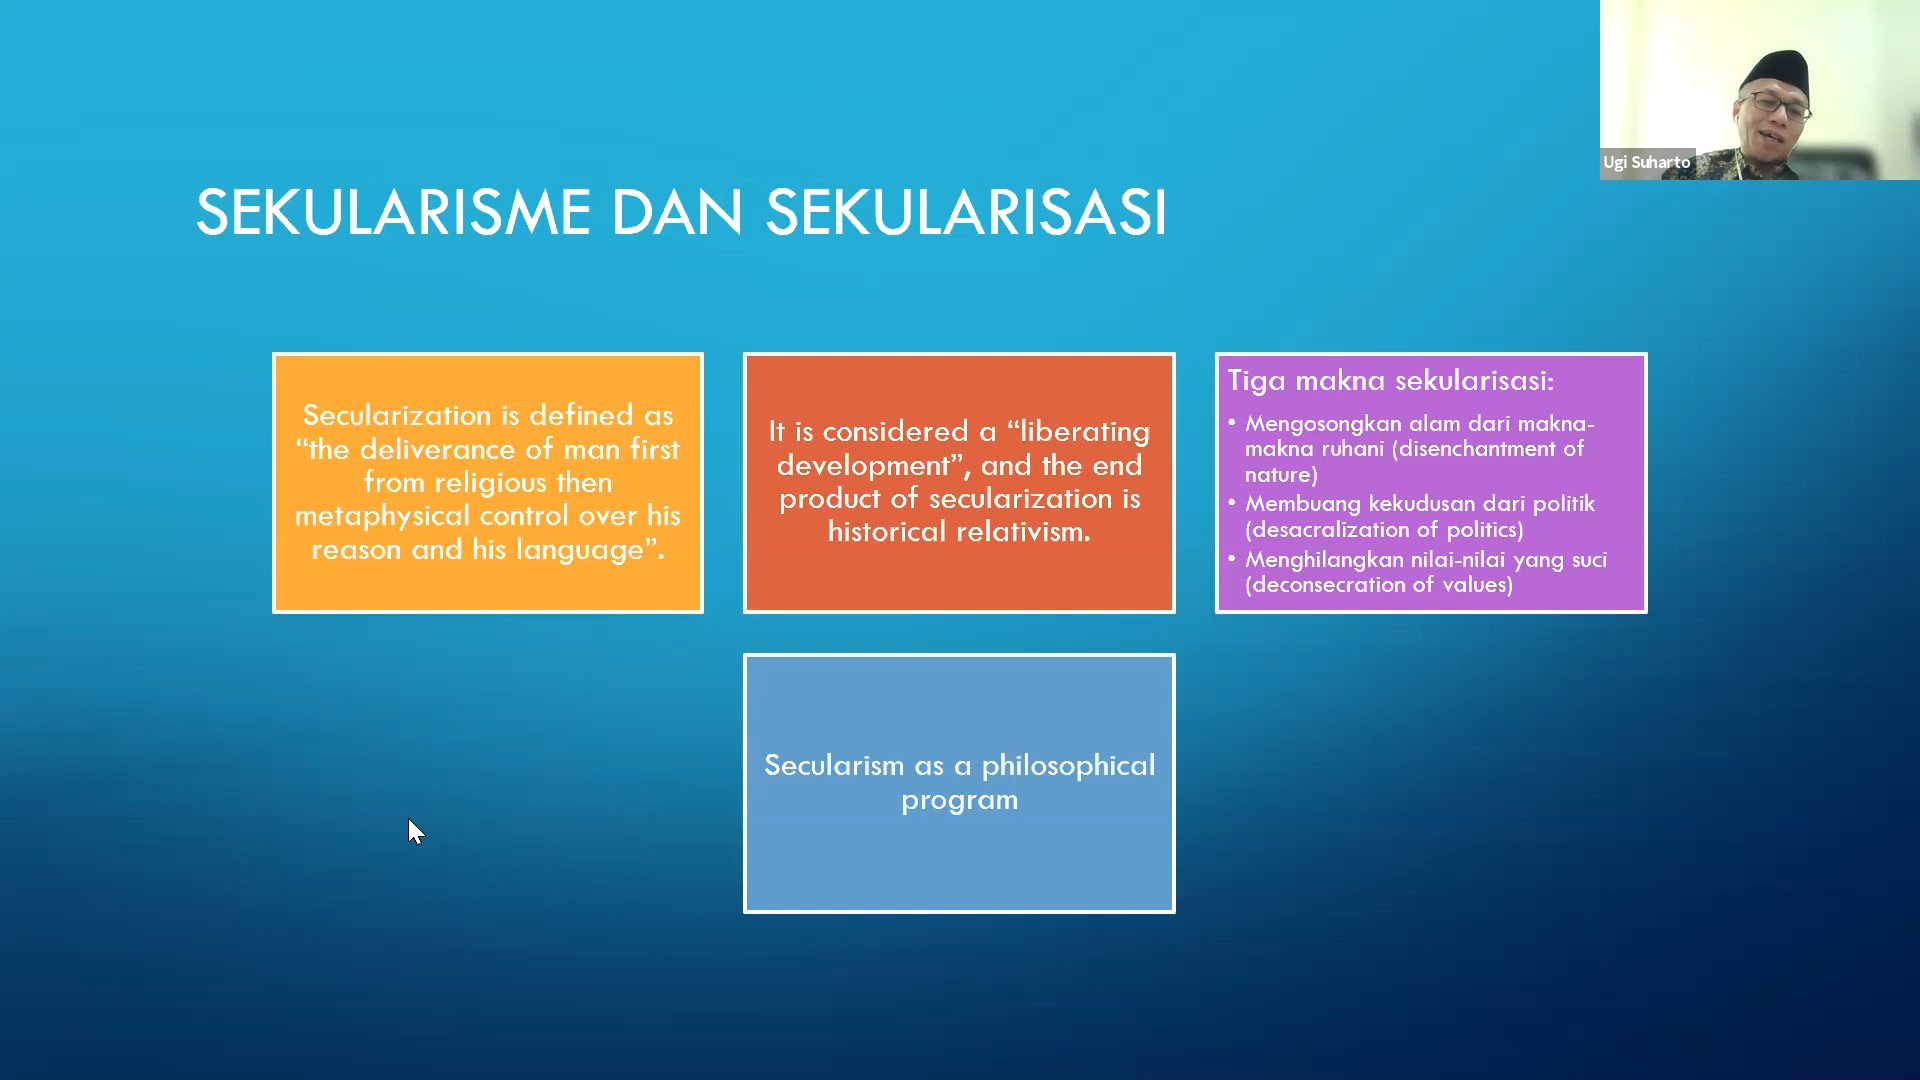 Ugi Suharto
SEKULARISME DAN SEKULARISASI
Secularization is defined as
“the deliverance of man first
from religious then
metaphysical control over his
reason and his language”.
It is considered a “liberating
development”, and the end
product of secularization is
historical relativism.
Tiga makna sekularisasi:
• Mengosongkan alam dari makna-
makna ruhani (disenchantment of
nature)
• Membuang kekudusan dari politik
(desacralization of politics)
• Menghilangkan nilai-nilai yang suci
(deconsecration of values)
Secularism as a philosophical
program